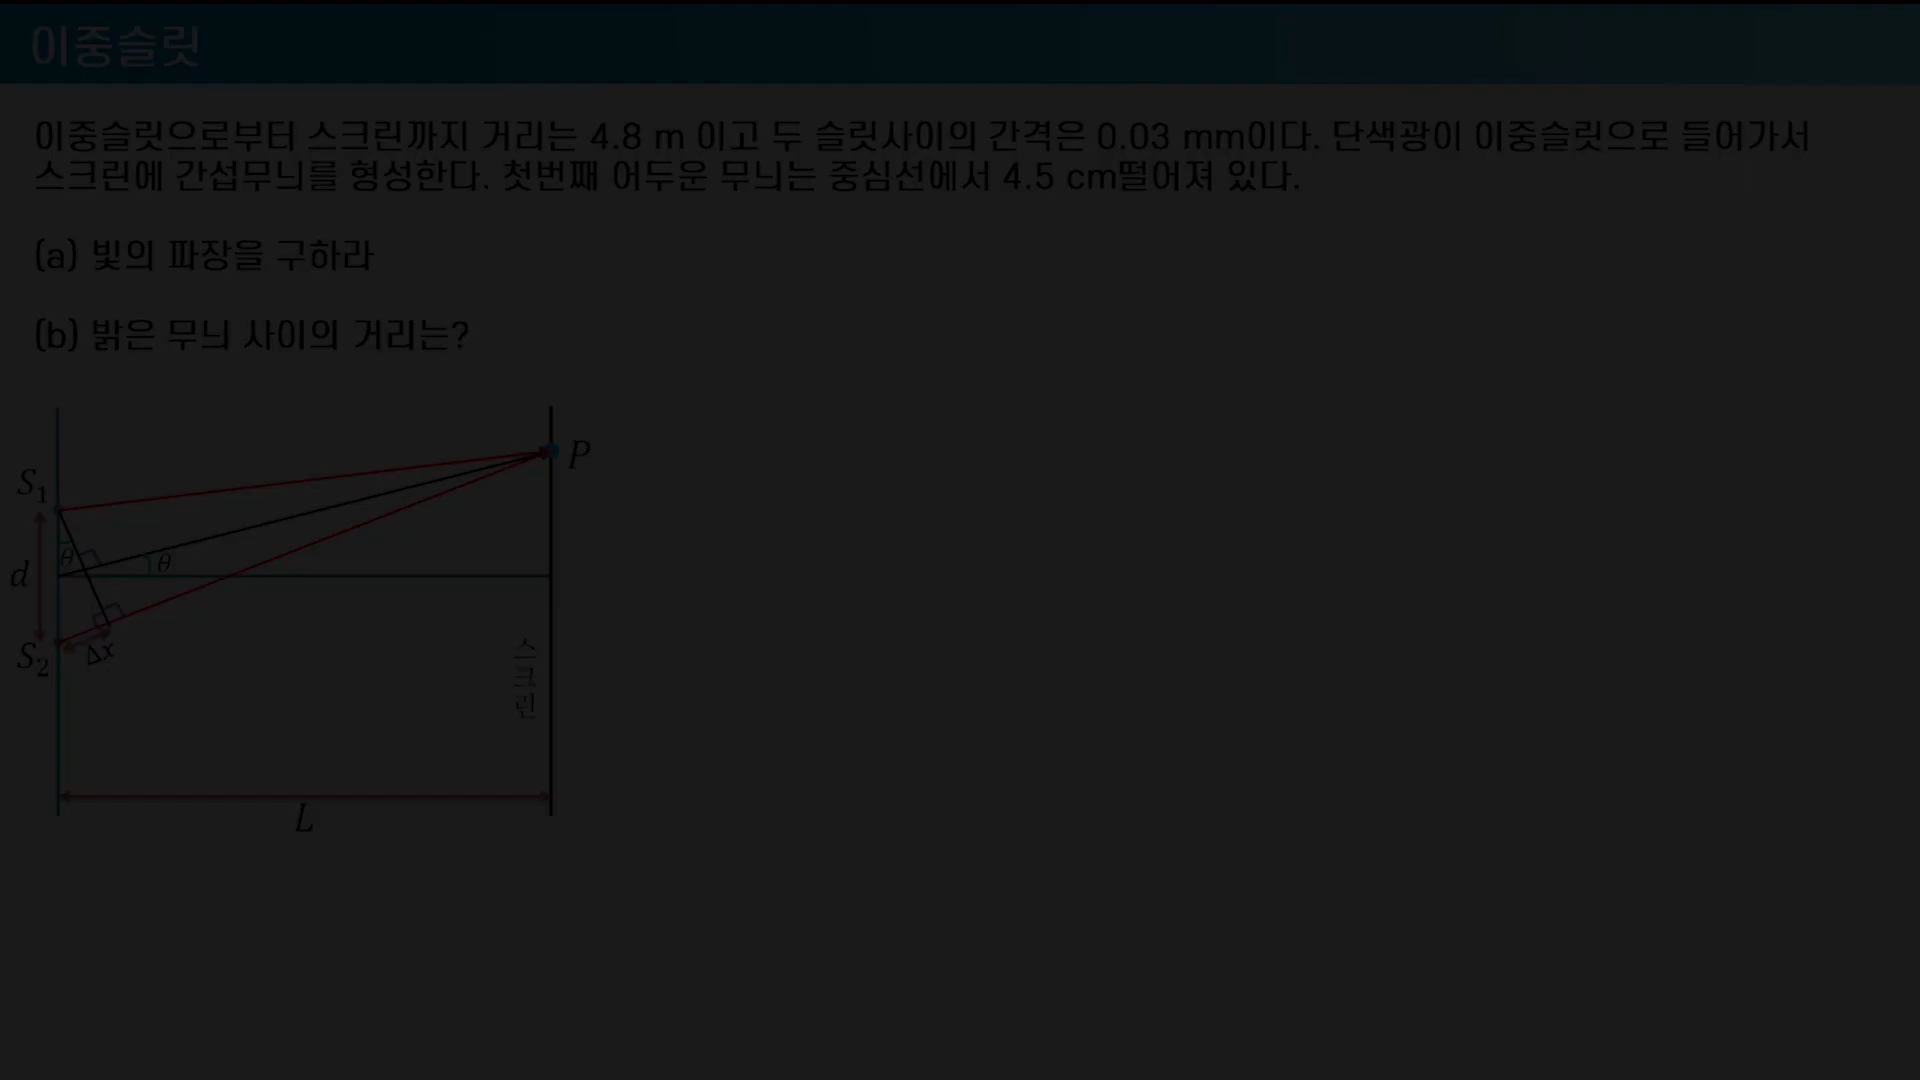 이중슬릿
이중슬릿으로부터 스크린까지 거리는 4.8 m 이고 두 슬릿사이의 간격은 0.03 mm이다. 단색광이 이중슬릿으로 들어가서
스크린에 간섭무늬를 형성한다. 첫번째 어두운 무늬는 중심선에서 4.5 cm떨어져 있다.
(a) 빛의 파장을 구하라
(b) 밝은 무늬 사이의 거리는?
P
S₁
θ
θ
d
S₂
Δx
스크린
L